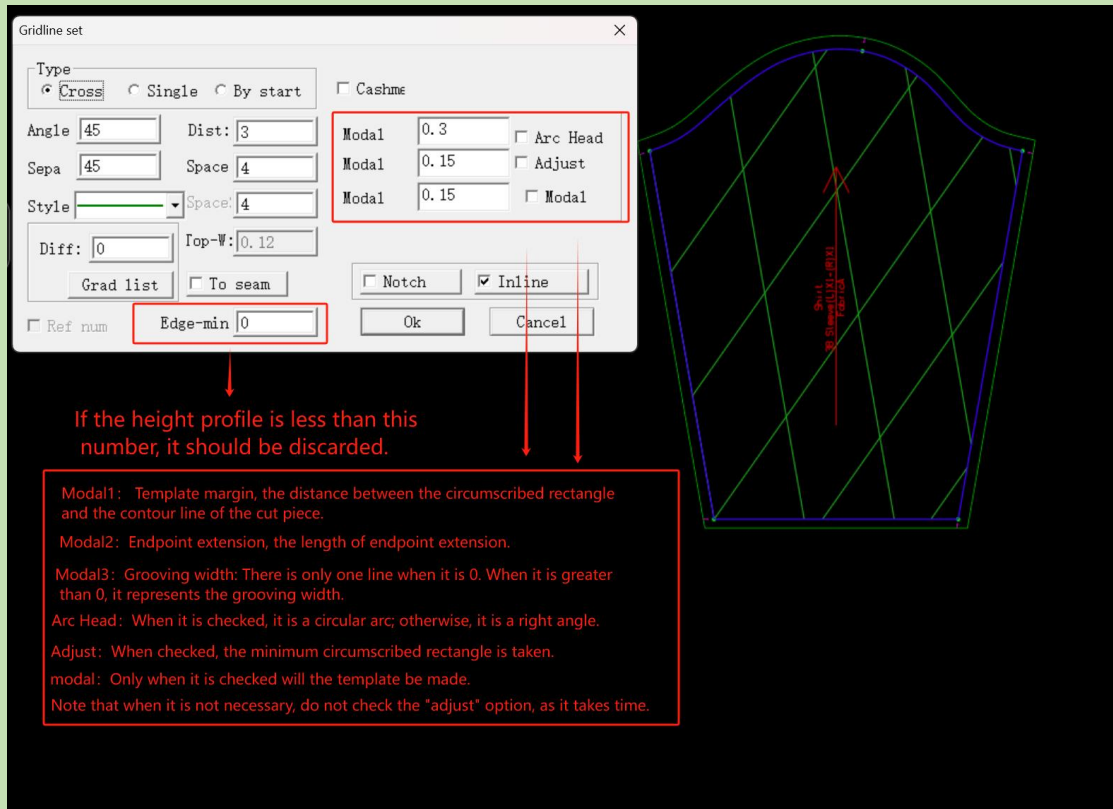 Gridline set
Type
Cross Single By start
Cashme
Angle 45 Dist: 3
Modal 0.3 Arc Head
Sepa 45 Space 4
Modal 0.15 Adjust
Style Space: 4
Modal 0.15 Modal
Diff: 0 Top-W: 0.12
Grad list To seam
Notch Inline
Ref num Edge-min 0
Ok Cancel
Shirt
FabricA
If the height profile is less than this
number, it should be discarded.
Modal1: Template margin, the distance between the circumscribed rectangle
and the contour line of the cut piece.
Modal2: Endpoint extension, the length of endpoint extension.
Modal3: Grooving width: There is only one line when it is 0. When it is greater
than 0, it represents the grooving width.
Arc Head: When it is checked, it is a circular arc; otherwise, it is a right angle.
Adjust: When checked, the minimum circumscribed rectangle is taken.
modal: Only when it is checked will the template be made.
Note that when it is not necessary, do not check the "adjust" option, as it takes time.